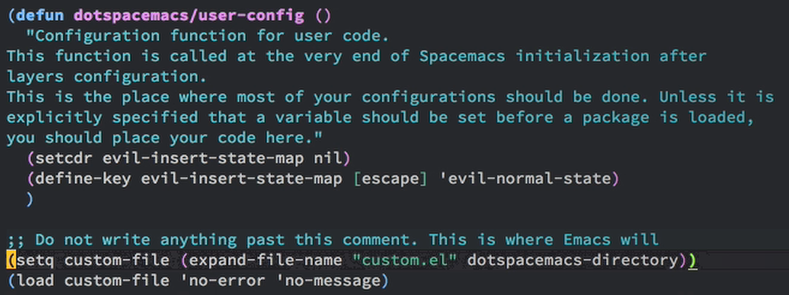 (defun dotspacemacs/user-config ()
  "Configuration function for user code.
This function is called at the very end of Spacemacs initialization after
layers configuration.
This is the place where most of your configurations should be done. Unless it is
explicitly specified that a variable should be set before a package is loaded,
you should place your code here."
  (setcdr evil-insert-state-map nil)
  (define-key evil-insert-state-map [escape] 'evil-normal-state)
  )
;; Do not write anything past this comment. This is where Emacs will
(setq custom-file (expand-file-name "custom.el" dotspacemacs-directory))
(load custom-file 'no-error 'no-message)